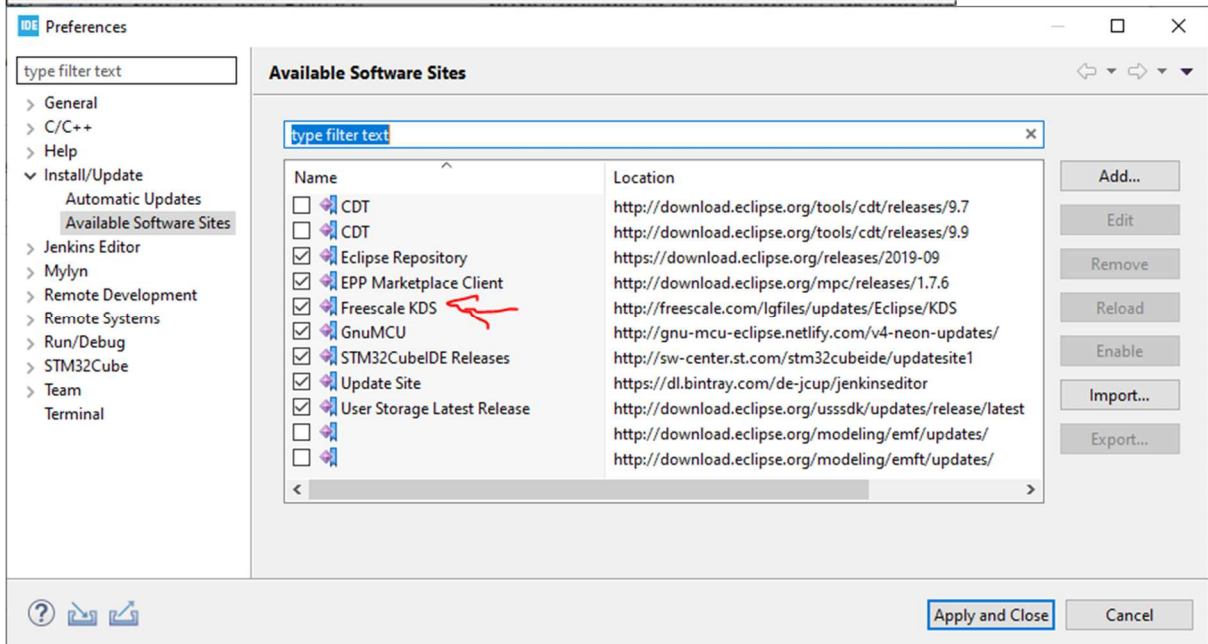 IDE Preferences
type filter text
General
C/C++
Help
Install/Update
Automatic Updates
Available Software Sites
Jenkins Editor
Mylyn
Remote Development
Remote Systems
Run/Debug
STM32Cube
Team
Terminal
Available Software Sites
type filter text
Name Location
CDT http://download.eclipse.org/tools/cdt/releases/9.7
CDT http://download.eclipse.org/tools/cdt/releases/9.9
Eclipse Repository https://download.eclipse.org/releases/2019-09
EPP Marketplace Client http://download.eclipse.org/mpc/releases/1.7.6
Freescale KDS http://freescale.com/lgfiles/updates/Eclipse/KDS
GnuMCU http://gnu-mcu-eclipse.netlify.com/v4-neon-updates/
STM32CubeIDE Releases http://sw-center.st.com/stm32cubeide/updatesite1
Update Site https://dl.bintray.com/de-jcup/jenkinseditor
User Storage Latest Release http://download.eclipse.org/usssdk/updates/release/latest
http://download.eclipse.org/modeling/emf/updates/
http://download.eclipse.org/modeling/emft/updates/
Add...
Edit
Remove
Reload
Enable
Import...
Export...
Apply and Close
Cancel